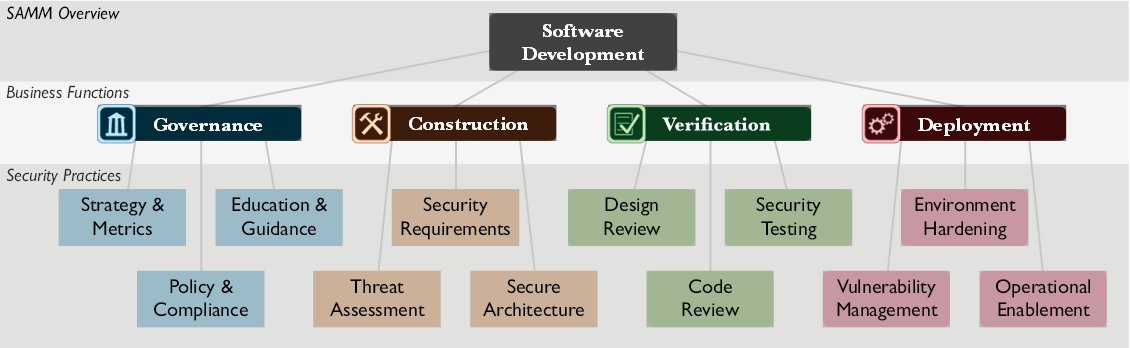 SAMM Overview
Software
Development
Business Functions
Governance
Construction
Verification
Deployment
Security Practices
Strategy &
Metrics
Education &
Guidance
Security
Requirements
Design
Review
Security
Testing
Environment
Hardening
Policy &
Compliance
Threat
Assessment
Secure
Architecture
Code
Review
Vulnerability
Management
Operational
Enablement